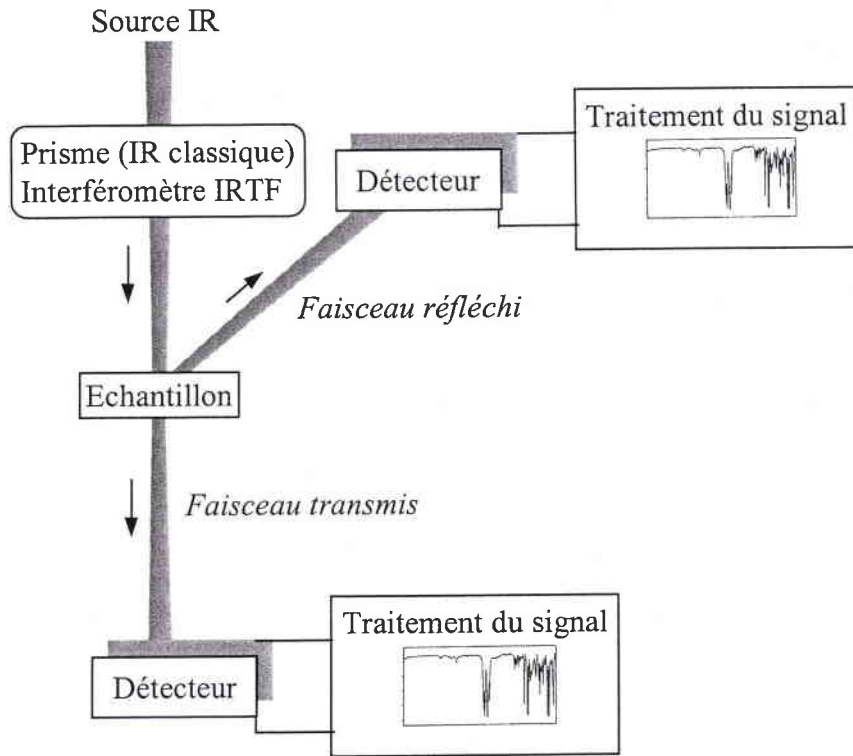 Source IR
Prisme (IR classique)
Interféromètre IRTF
Traitement du signal
Détecteur
Faisceau réfléchi
Echantillon
Faisceau transmis
Traitement du signal
Détecteur